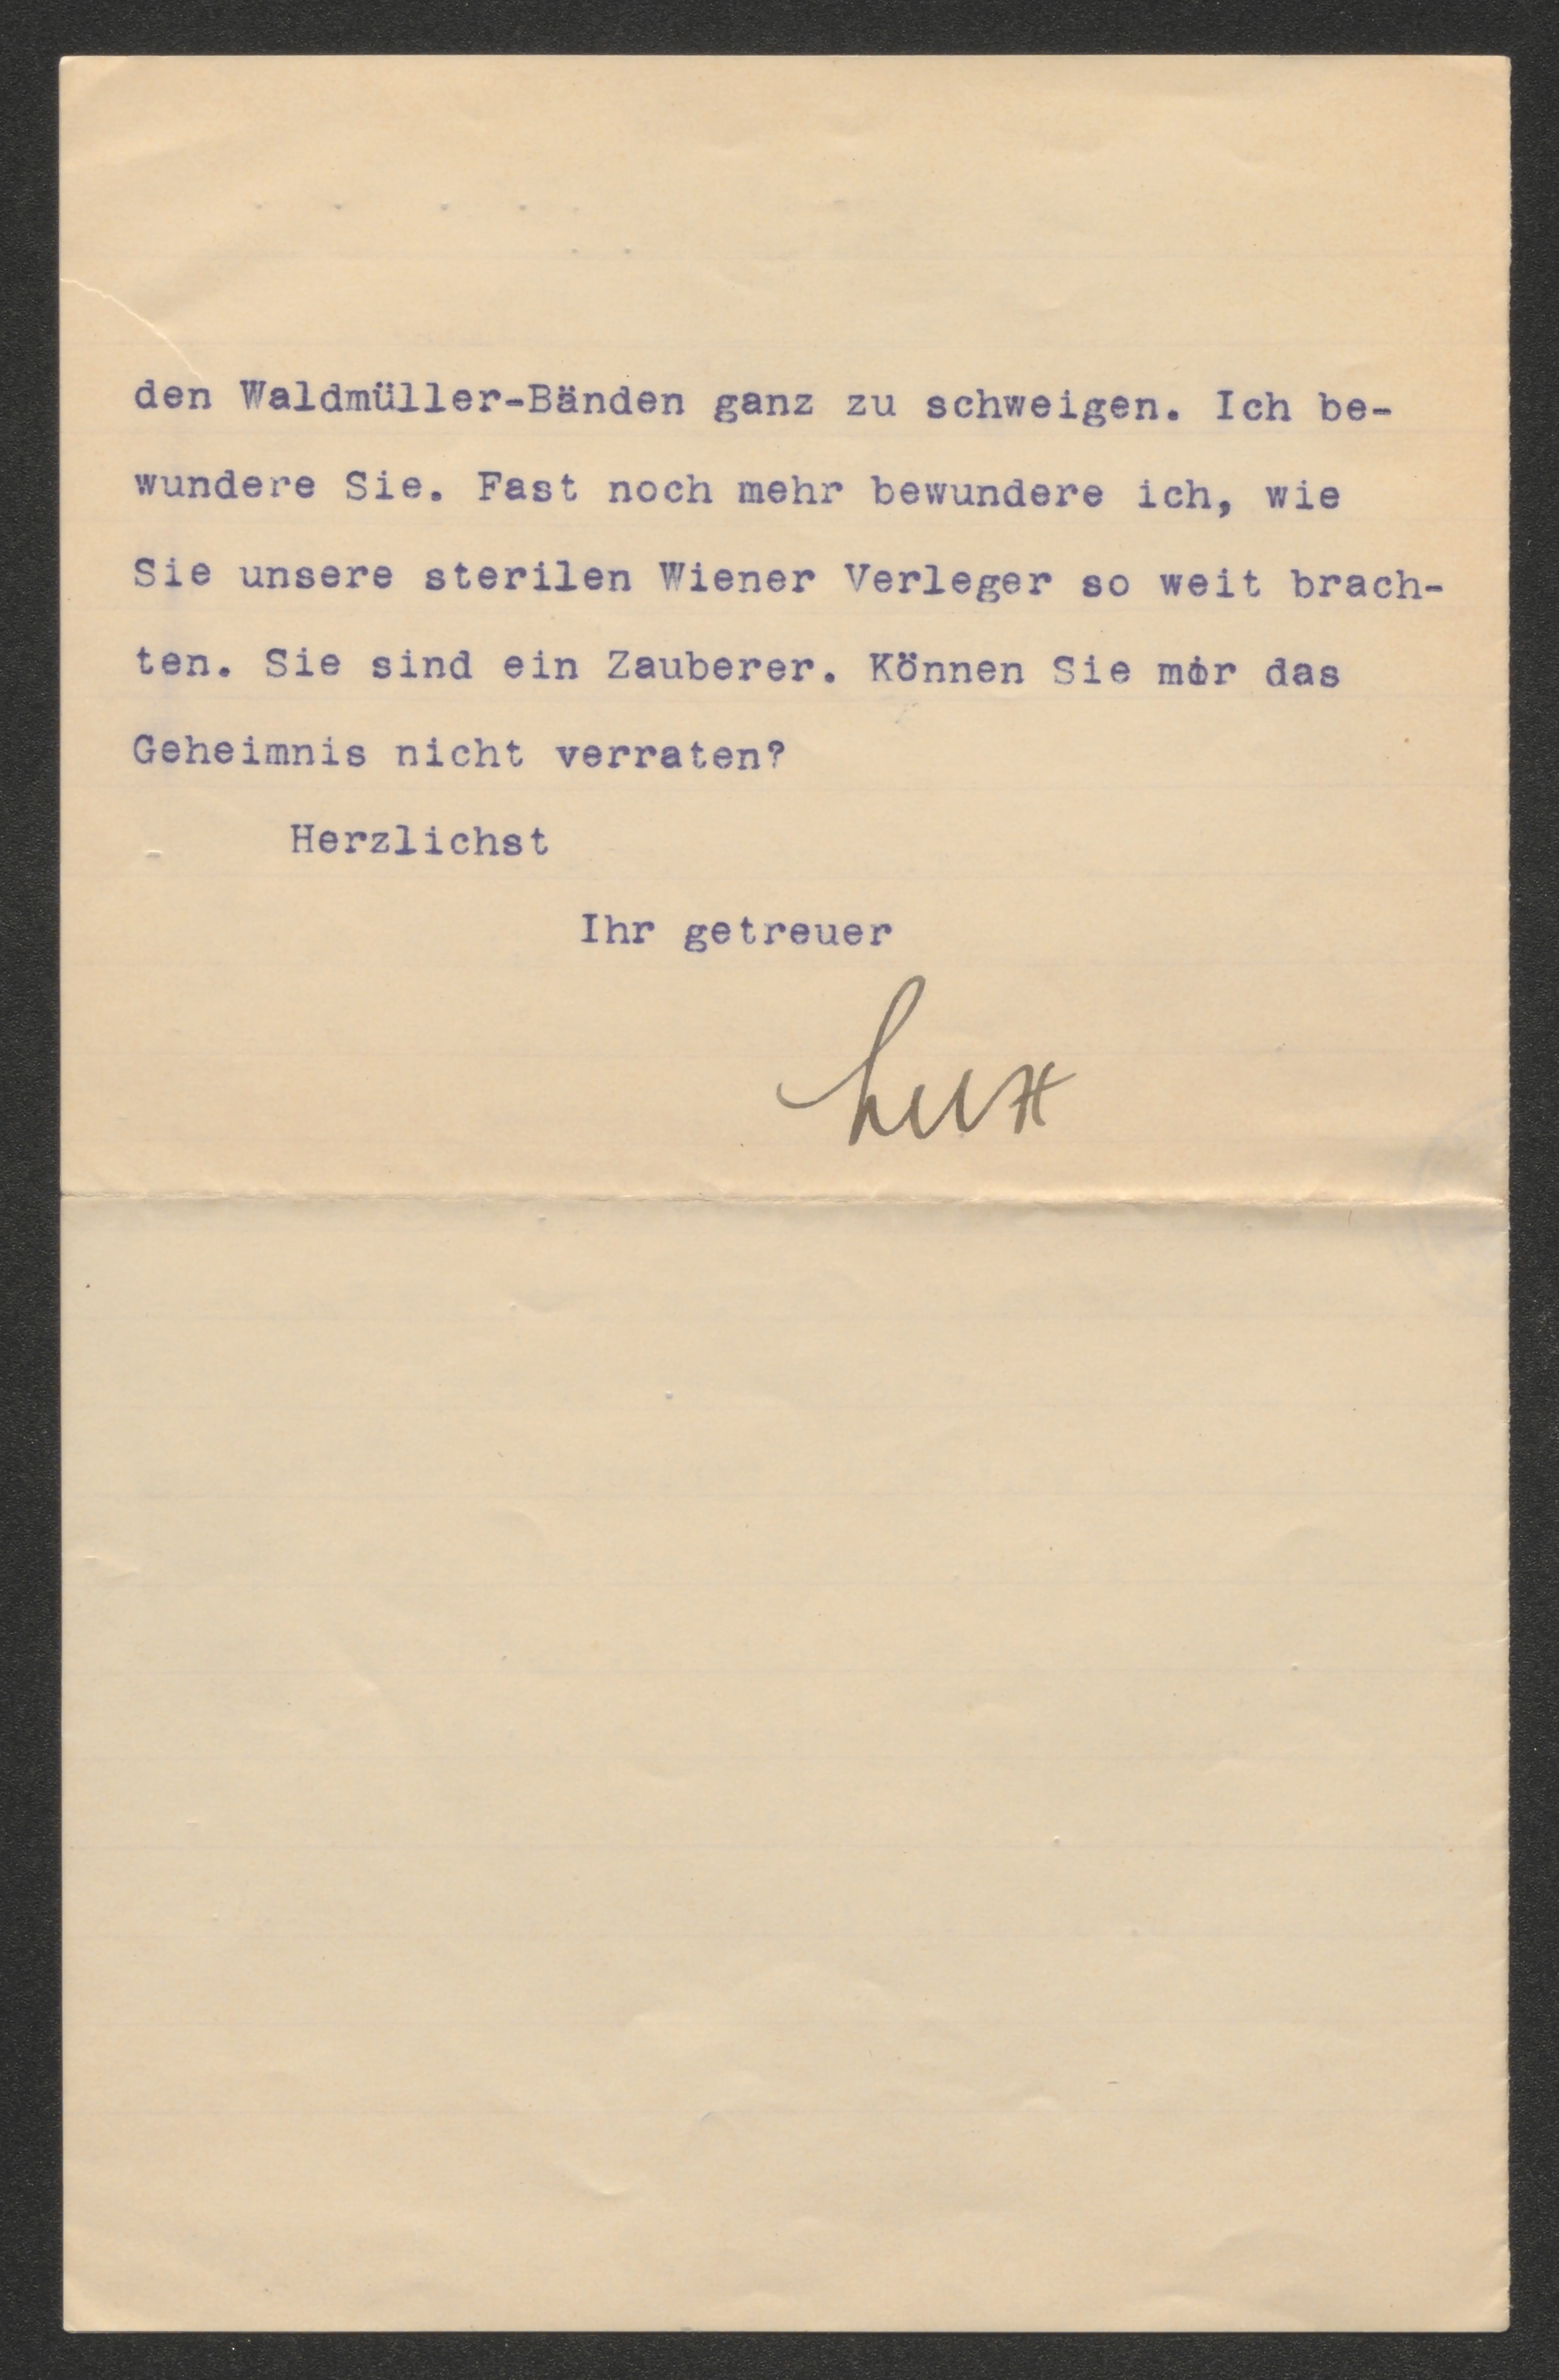 den Waldmüller-Bänden ganz zu schweigen. Ich be-
wundere Sie. Fast noch mehr bewundere ich, wie
Sie unsere sterilen Wiener Verleger so weit brach-
ten. Sie sind ein Zauberer. Können Sie mir das
Geheimnis nicht verraten?
Herzlichst
Ihr getreuer
Lux